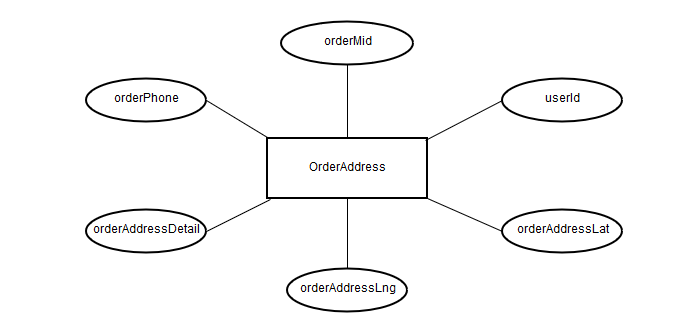 orderMid
orderPhone
userId
OrderAddress
orderAddressDetail
orderAddressLat
orderAddressLng